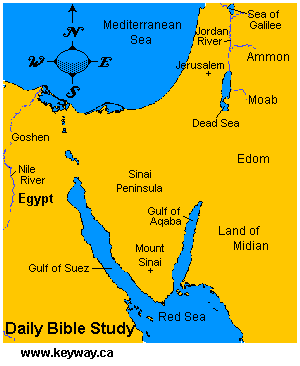 Mediterranean
Sea
Sea of
Galilee
Jordan
River
N
W
E
S
Jerusalem
Ammon
Moab
Dead Sea
Goshen
Edom
Nile
River
Sinai
Peninsula
Egypt
Gulf of
Aqaba
Land of
Midian
Mount
Sinai
Gulf of Suez
Red Sea
Daily Bible Study
www.keyway.ca